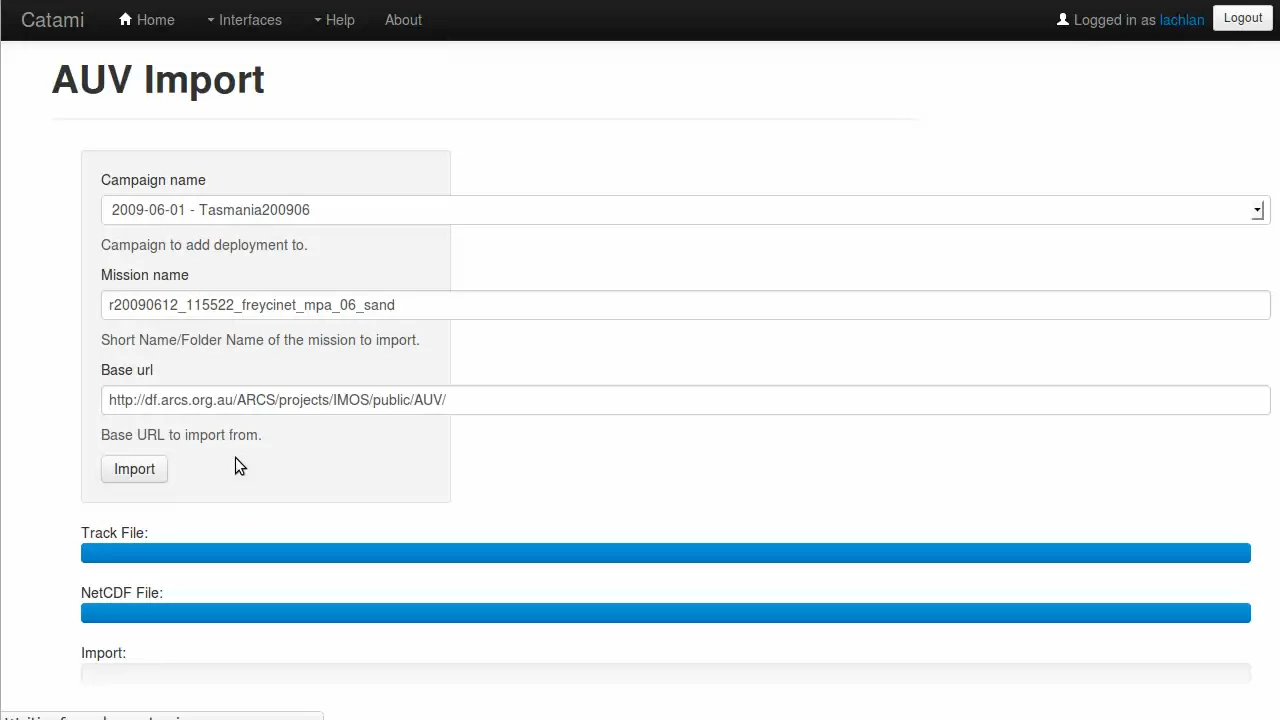 Catami Home Interfaces Help About Logged in as lachlan Logout
AUV Import
Campaign name
2009-06-01 - Tasmania200906
Campaign to add deployment to.
Mission name
r20090612_115522_freycinet_mpa_06_sand
Short Name/Folder Name of the mission to import.
Base url
http://df.arcs.org.au/ARCS/projects/IMOS/public/AUV/
Base URL to import from.
Import
Track File:
NetCDF File:
Import: